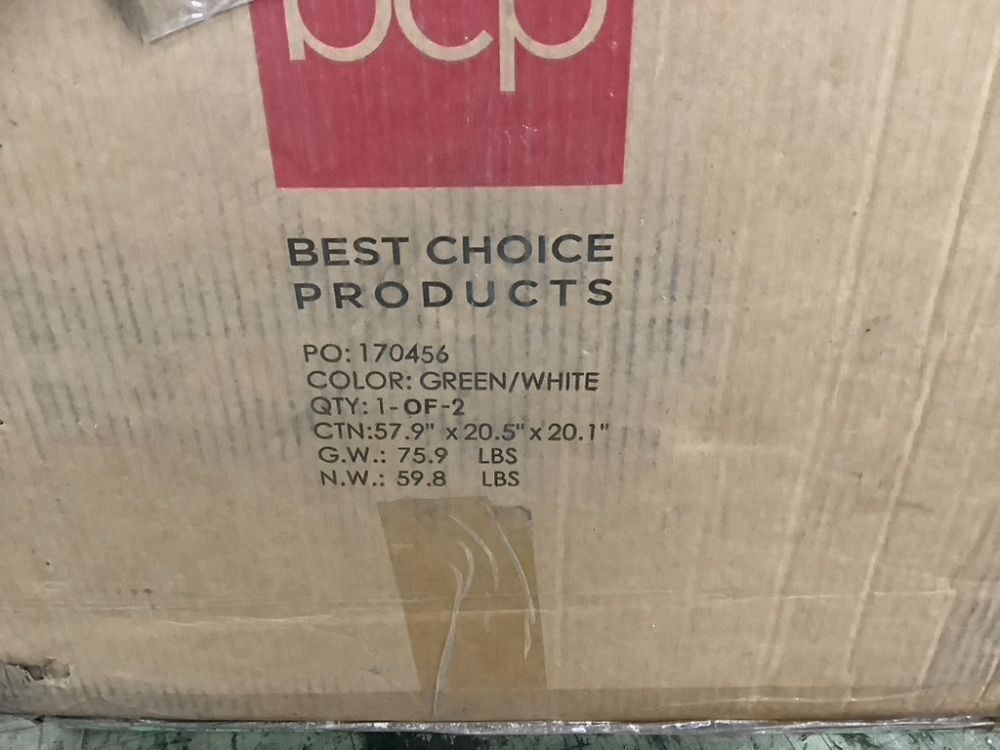 bcp
BEST CHOICE
PRODUCTS
PO: 170456
COLOR: GREEN/WHITE
QTY: 1-OF-2
CTN:57.9" x 20.5" x 20.1"
G.W.: 75.9 LBS
N.W.: 59.8 LBS